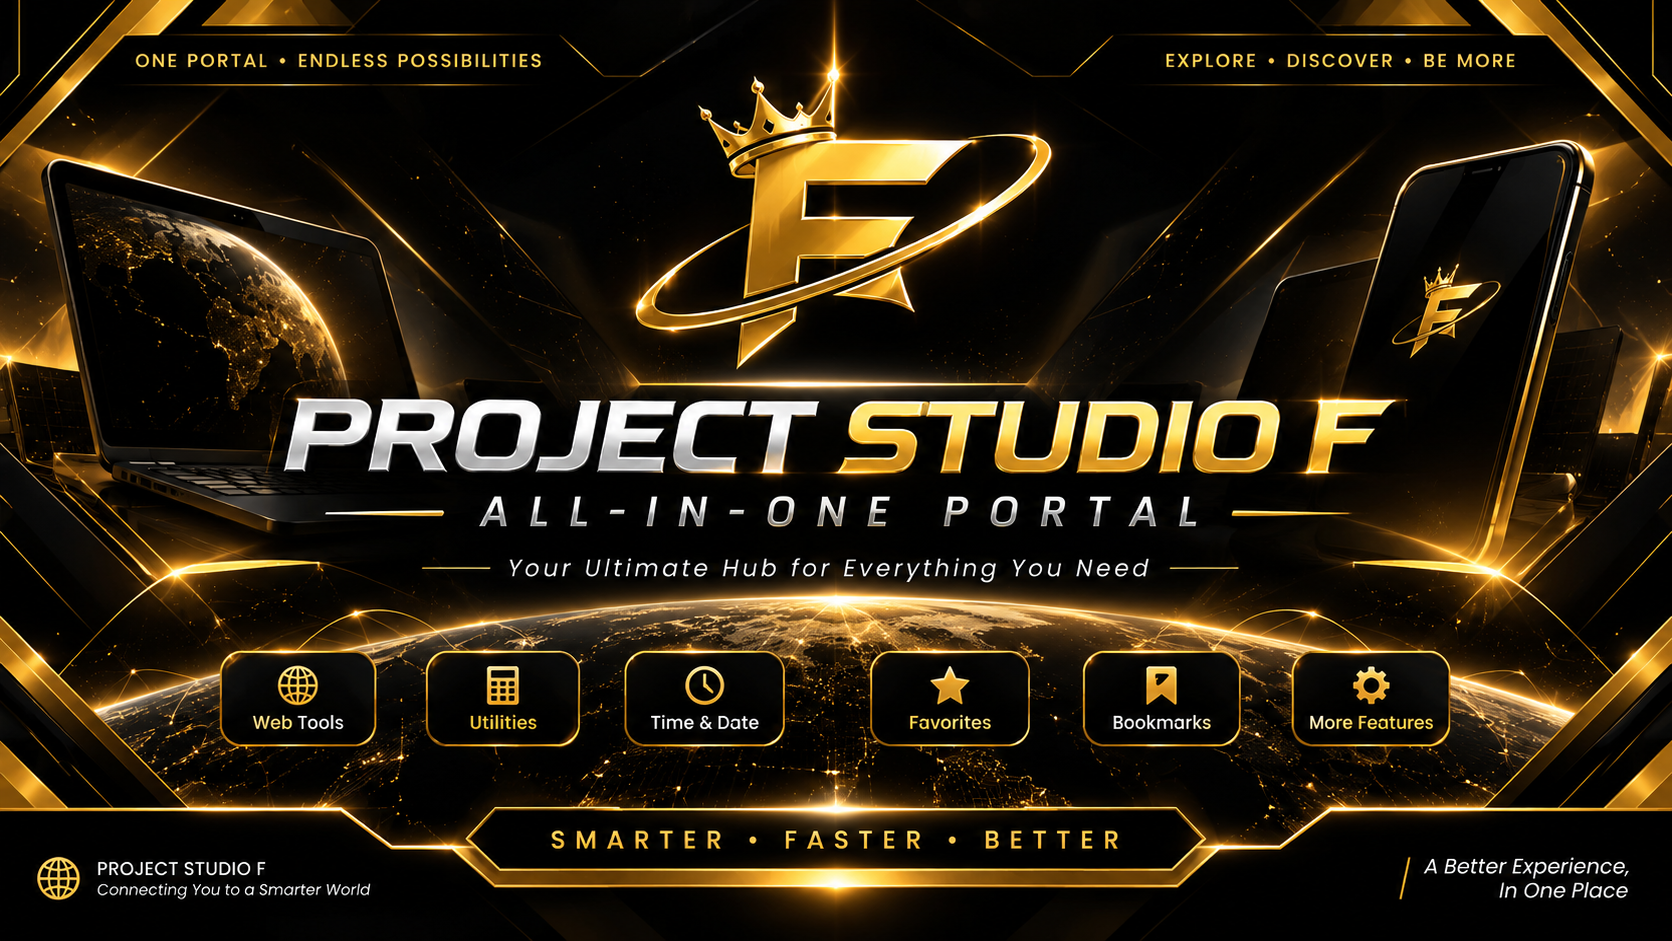 ONE PORTAL • ENDLESS POSSIBILITIES
EXPLORE • DISCOVER • BE MORE
F
F
PROJECT STUDIO F
ALL-IN-ONE PORTAL
Your Ultimate Hub for Everything You Need
Web Tools
Utilities
Time & Date
Favorites
Bookmarks
More Features
SMARTER • FASTER • BETTER
PROJECT STUDIO F
Connecting You to a Smarter World
A Better Experience,
In One Place